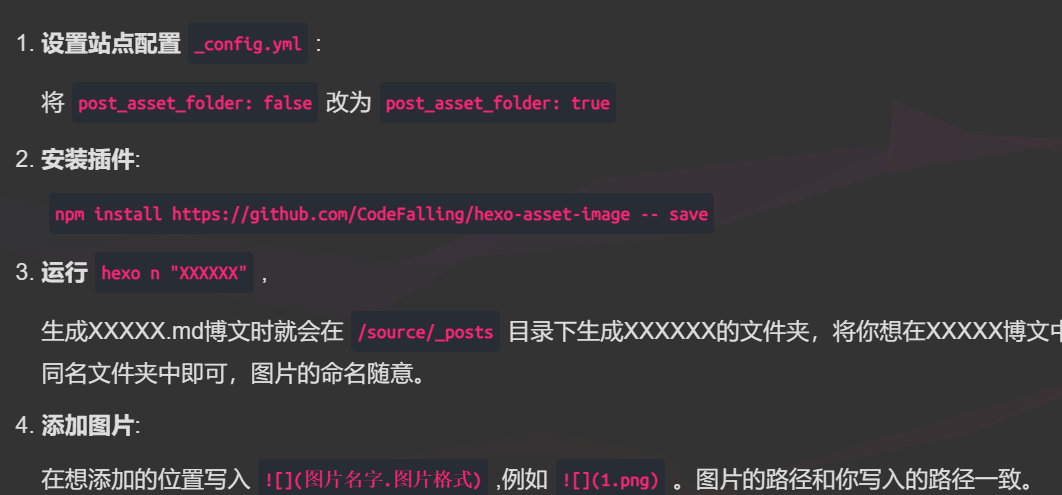 1. 设置站点配置 _config.yml :
将 post_asset_folder: false 改为 post_asset_folder: true
2. 安装插件:
npm install https://github.com/CodeFalling/hexo-asset-image -- save
3. 运行 hexo n "XXXXXX" ,
生成XXXXX.md博文时就会在 /source/_posts 目录下生成XXXXXX的文件夹，将你想在XXXXX博文
同名文件夹中即可，图片的命名随意。
4. 添加图片:
在想添加的位置写入 ![](图片名字.图片格式) ,例如 ![](1.png) 。图片的路径和你写入的路径一致。